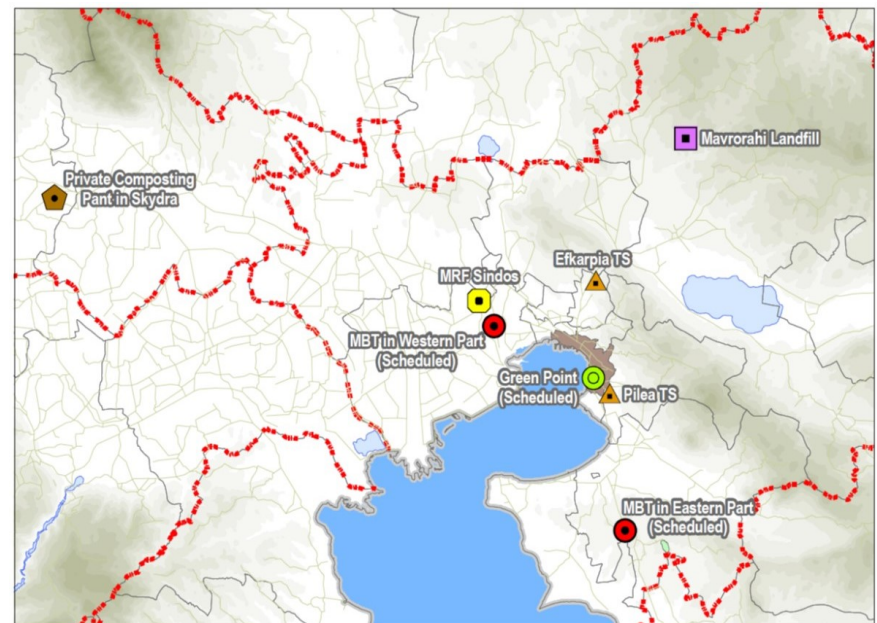 Mavrorahi Landfill
Private Composting
Pant in Skydra
Efkarpia TS
MRF Sindos
MBT in Western Part
(Scheduled)
Green Point
(Scheduled)
Pilea TS
MBT in Eastern Part
(Scheduled)